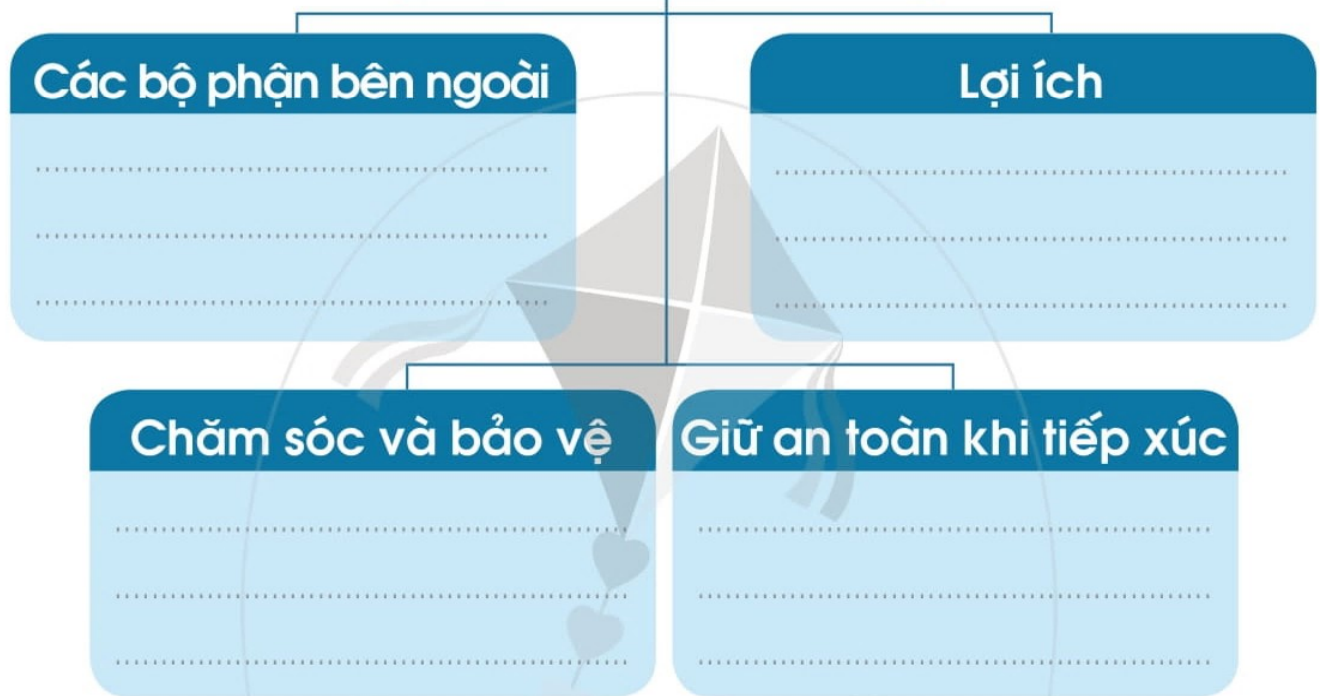 Các bộ phận bên ngoài
Lợi ích
Chăm sóc và bảo vệ
Giữ an toàn khi tiếp xúc